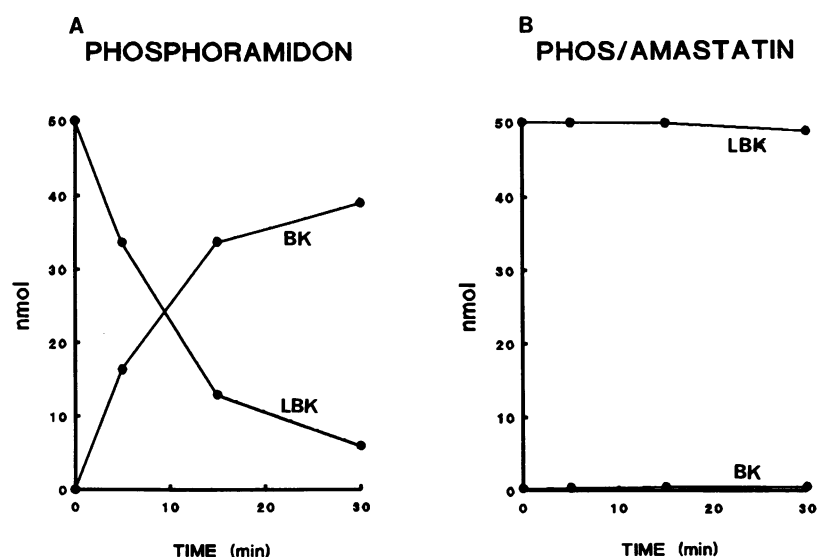 A
PHOSPHORAMIDON
50
40
30
20
10
0
nmol
BK
LBK
0 10 20 30
TIME (min)
B
PHOS/AMASTATIN
50
40
30
20
10
0
nmol
LBK
BK
0 10 20 30
TIME (min)